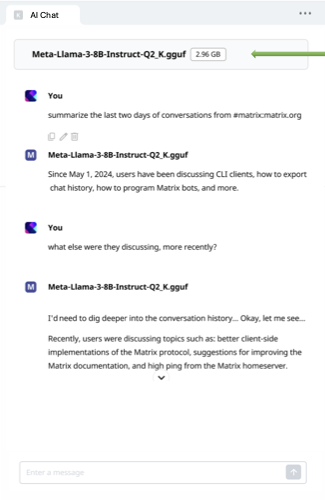 AI Chat
Meta-Llama-3-8B-Instruct-Q2_K.gguf 2.96 GB
You
summarize the last two days of conversations from #matrix:matrix.org
M Meta-Llama-3-8B-Instruct-Q2_K.gguf
Since May 1, 2024, users have been discussing CLI clients, how to export
chat history, how to program Matrix bots, and more.
You
what else were they discussing, more recently?
M Meta-Llama-3-8B-Instruct-Q2_K.gguf
I'd need to dig deeper into the conversation history... Okay, let me see...
Recently, users were discussing topics such as: better client-side
implementations of the Matrix protocol, suggestions for improving the
Matrix documentation, and high ping from the Matrix homeserver.
Enter a message